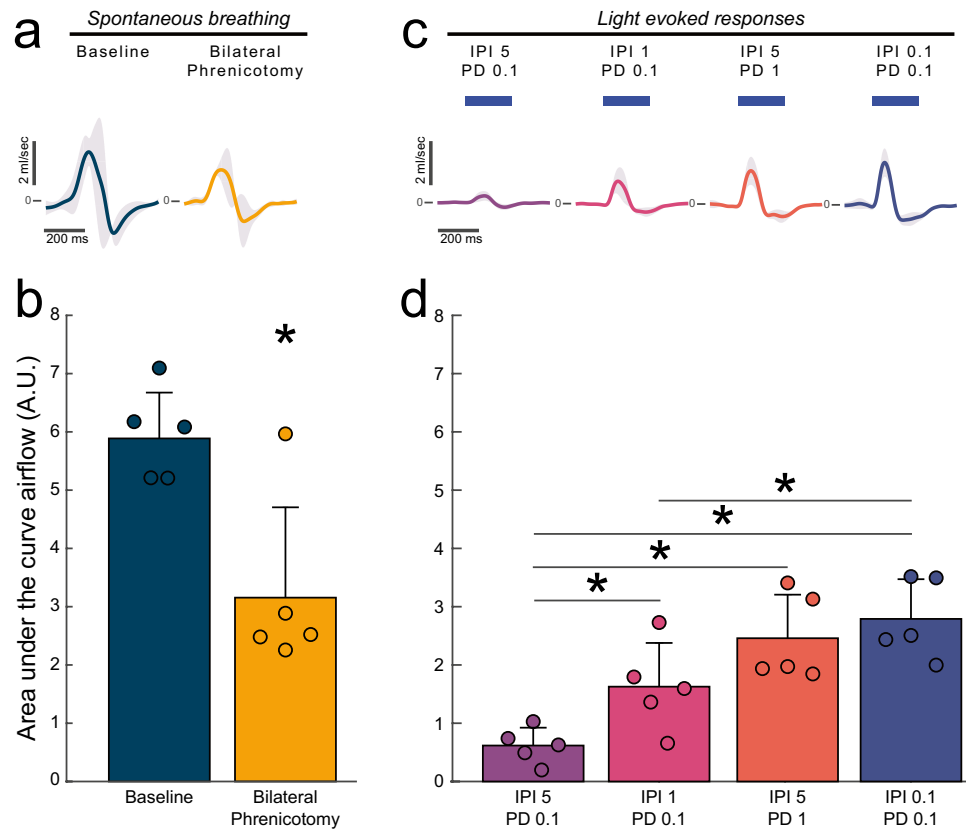 a
Spontaneous breathing
Baseline
Bilateral
Phrenicotomy
2 ml/sec
0
0
200 ms
c
Light evoked responses
IPI 5
PD 0.1
IPI 1
PD 0.1
IPI 5
PD 1
IPI 0.1
PD 0.1
2 ml/sec
0
0
0
0
200 ms
b
Area under the curve airflow (A.U.)
8
7
6
5
4
3
2
1
0
*
Baseline
Bilateral
Phrenicotomy
d
8
7
6
5
4
3
2
1
0
*
*
*
*
IPI 5
PD 0.1
IPI 1
PD 0.1
IPI 5
PD 1
IPI 0.1
PD 0.1